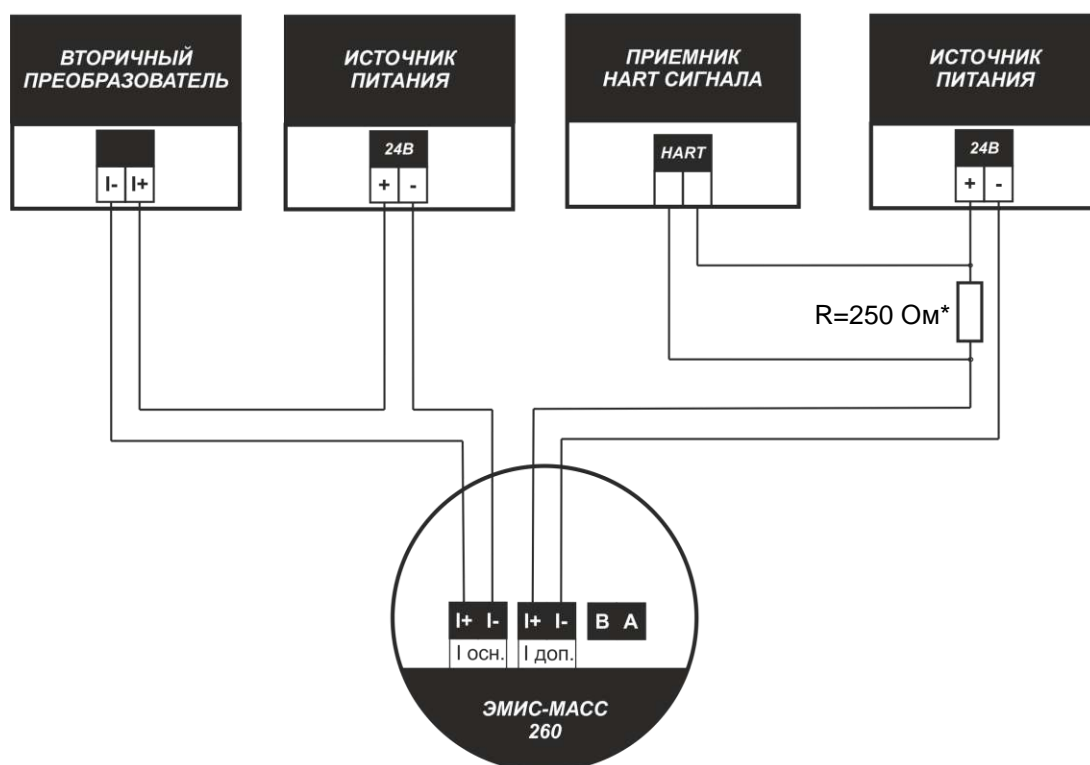 ВТОРИЧНЫЙ
ПРЕОБРАЗОВАТЕЛЬ
I- I+
ИСТОЧНИК
ПИТАНИЯ
24В
+ -
ПРИЕМНИК
HART СИГНАЛА
HART
ИСТОЧНИК
ПИТАНИЯ
24В
+ -
R=250 Ом*
I+ I- I+ I- B A
I осн. I доп.
ЭМИС-МАСС
260